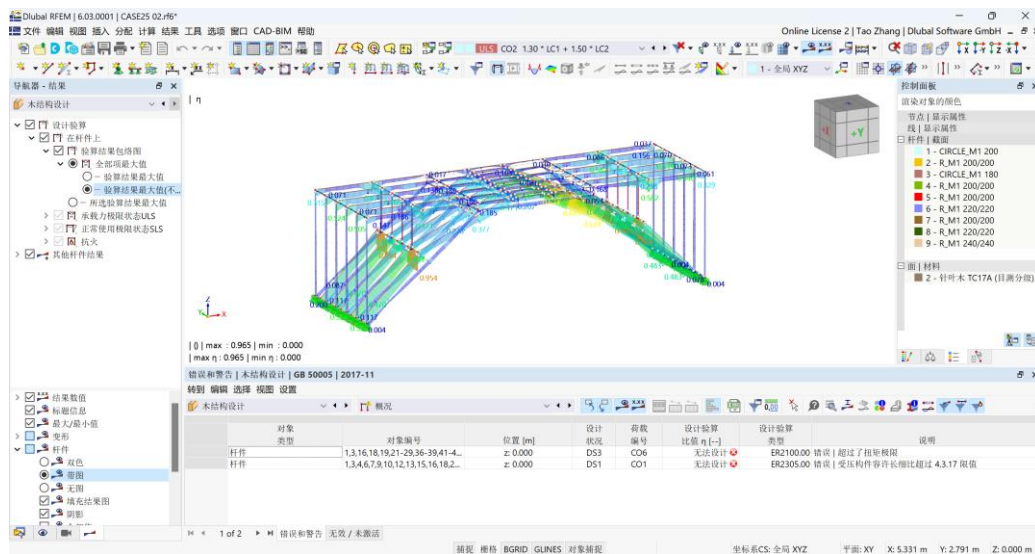 Dlubal RFEM | 6.03.0001 | CASE25 02.rf6*
文件 编辑 视图 插入 分配 计算 结果 工具 选项 窗口 CAD-BIM 帮助
Online License 2 | Tao Zhang | Dlubal Software GmbH
ULS CO2 1.30 * LC1 + 1.50 * LC2
1 - 全局 XYZ
导航器 - 结果
木结构设计
设计验算
在杆件上
验算结果包络图
全部项最大值
验算结果最大值
验算结果最大值(不...
所选验算结果最大值
承载力极限状态ULS
正常使用极限状态SLS
抗火
其他杆件结果
结果数值
标题信息
最大/最小值
变形
杆件
双色
带图
无图
填充结果图
阴影
| η
+Y
0.037
0.156
0.071
0.017
0.185
0.377
0.954
0.117
0.004
0.004
Z
Y
X
| η | max : 0.965 | min : 0.000
| max η : 0.965 | min η : 0.000
控制面板
渲染对象的颜色
节点 | 显示属性
线 | 显示属性
杆件 | 截面
1 - CIRCLE_M1 200
2 - R_M1 200/200
3 - CIRCLE_M1 180
4 - R_M1 200/200
5 - R_M1 200/200
6 - R_M1 220/220
7 - R_M1 200/200
8 - R_M1 220/220
9 - R_M1 240/240
面 | 材料
2 - 针叶木 TC17A (目测分级)
错误和警告 | 木结构设计 | GB 50005 | 2017-11
转到 编辑 选择 视图 设置
木结构设计 概况
对象 设计 荷载 设计验算 设计验算
类型 对象编号 位置 [m] 状况 编号 比值 η [--] 类型 说明
杆件 1,3,16,18,19,21-29,36-39,41-4... z: 0.000 DS3 CO6 无法设计 ER2100.00 错误 | 超过了扭矩极限
杆件 1,3,4,6,7,9,10,12,13,15,16,18,2... z: 0.000 DS1 CO1 无法设计 ER2305.00 错误 | 受压构件容许长细比超过 4.3.17 限值
1 of 2 错误和警告 无效 / 未激活
捕捉 栅格 BGRID GLINES 对象捕捉 坐标系CS: 全局 XYZ 平面: XY X: 5.331 m Y: 2.791 m Z: 0.000 m